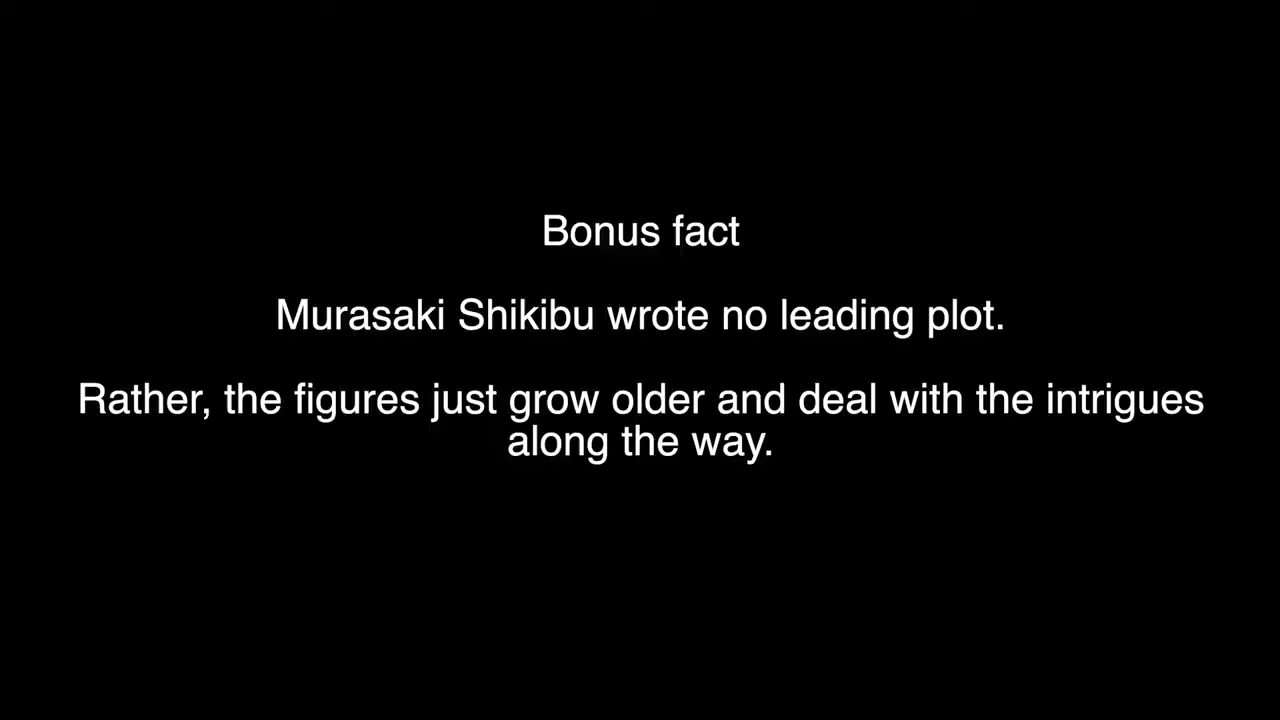 Bonus fact
Murasaki Shikibu wrote no leading plot.
Rather, the figures just grow older and deal with the intrigues
along the way.